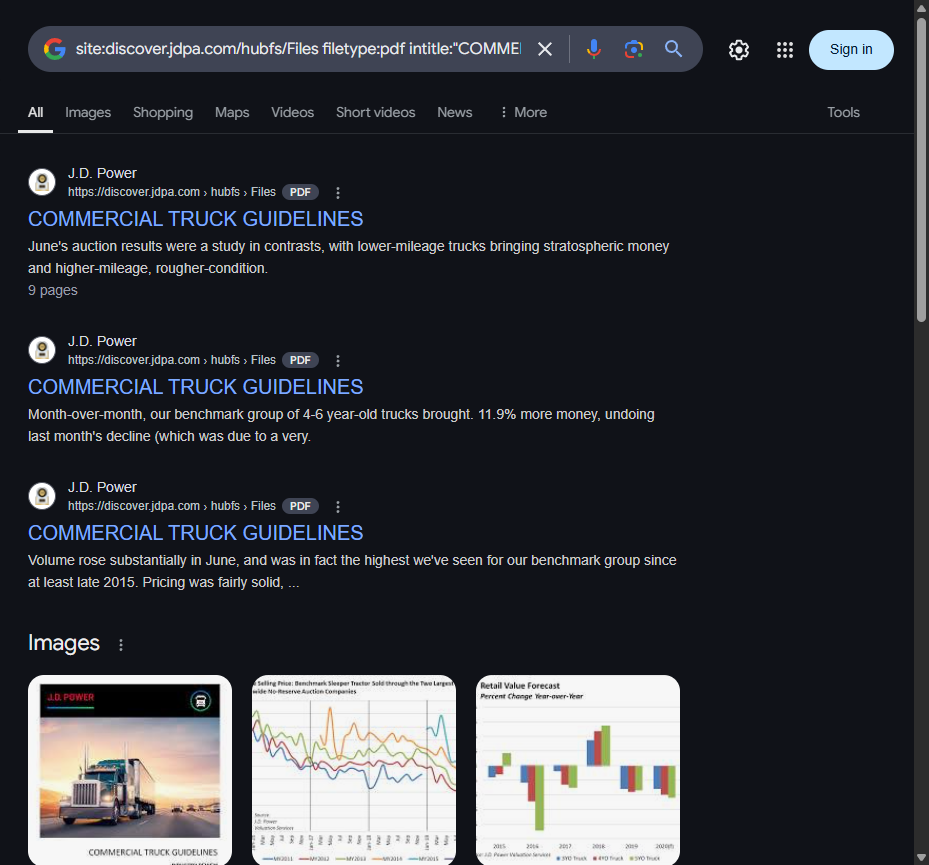 site:discover.jdpa.com/hubfs/Files filetype:pdf intitle:"COMME
Sign in
All Images Shopping Maps Videos Short videos News More Tools
J.D. Power
https://discover.jdpa.com › hubfs › Files PDF
COMMERCIAL TRUCK GUIDELINES
June's auction results were a study in contrasts, with lower-mileage trucks bringing stratospheric money
and higher-mileage, rougher-condition.
9 pages
J.D. Power
https://discover.jdpa.com › hubfs › Files PDF
COMMERCIAL TRUCK GUIDELINES
Month-over-month, our benchmark group of 4-6 year-old trucks brought. 11.9% more money, undoing
last month's decline (which was due to a very.
J.D. Power
https://discover.jdpa.com › hubfs › Files PDF
COMMERCIAL TRUCK GUIDELINES
Volume rose substantially in June, and was in fact the highest we've seen for our benchmark group since
at least late 2015. Pricing was fairly solid, ...
Images
J.D. POWER
COMMERCIAL TRUCK GUIDELINES
Selling Price: Benchmark Sleeper Tractor Sold through the Two Largest
wide No-Reserve Auction Companies
Source
J.D. Power
Valuation Services
MY2011 MY2012 MY2013 MY2014 MY2015
Retail Value Forecast
Percent Change Year-over-Year
2015 2016 2017 2018 2019 2020(f)
J.D. Power Valuation Services
3YO Truck 4YO Truck 5YO Truck